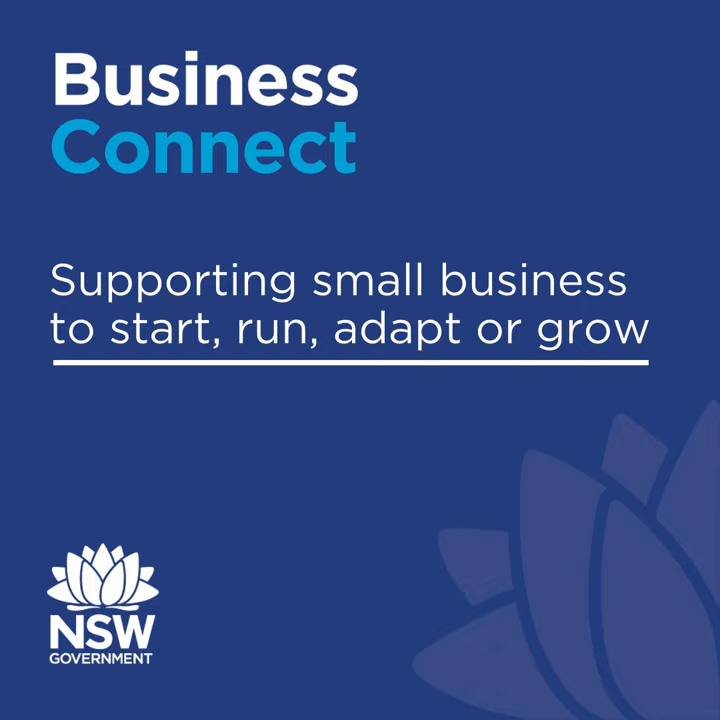 Business
Connect
Supporting small business
to start, run, adapt or grow
NSW
GOVERNMENT